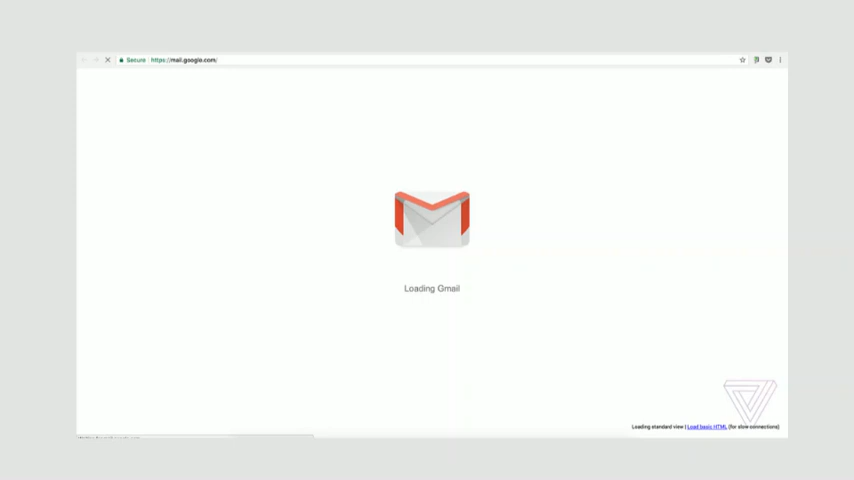 Secure https://mail.google.com/
Loading Gmail
Loading standard view | Load basic HTML (for slow connections)